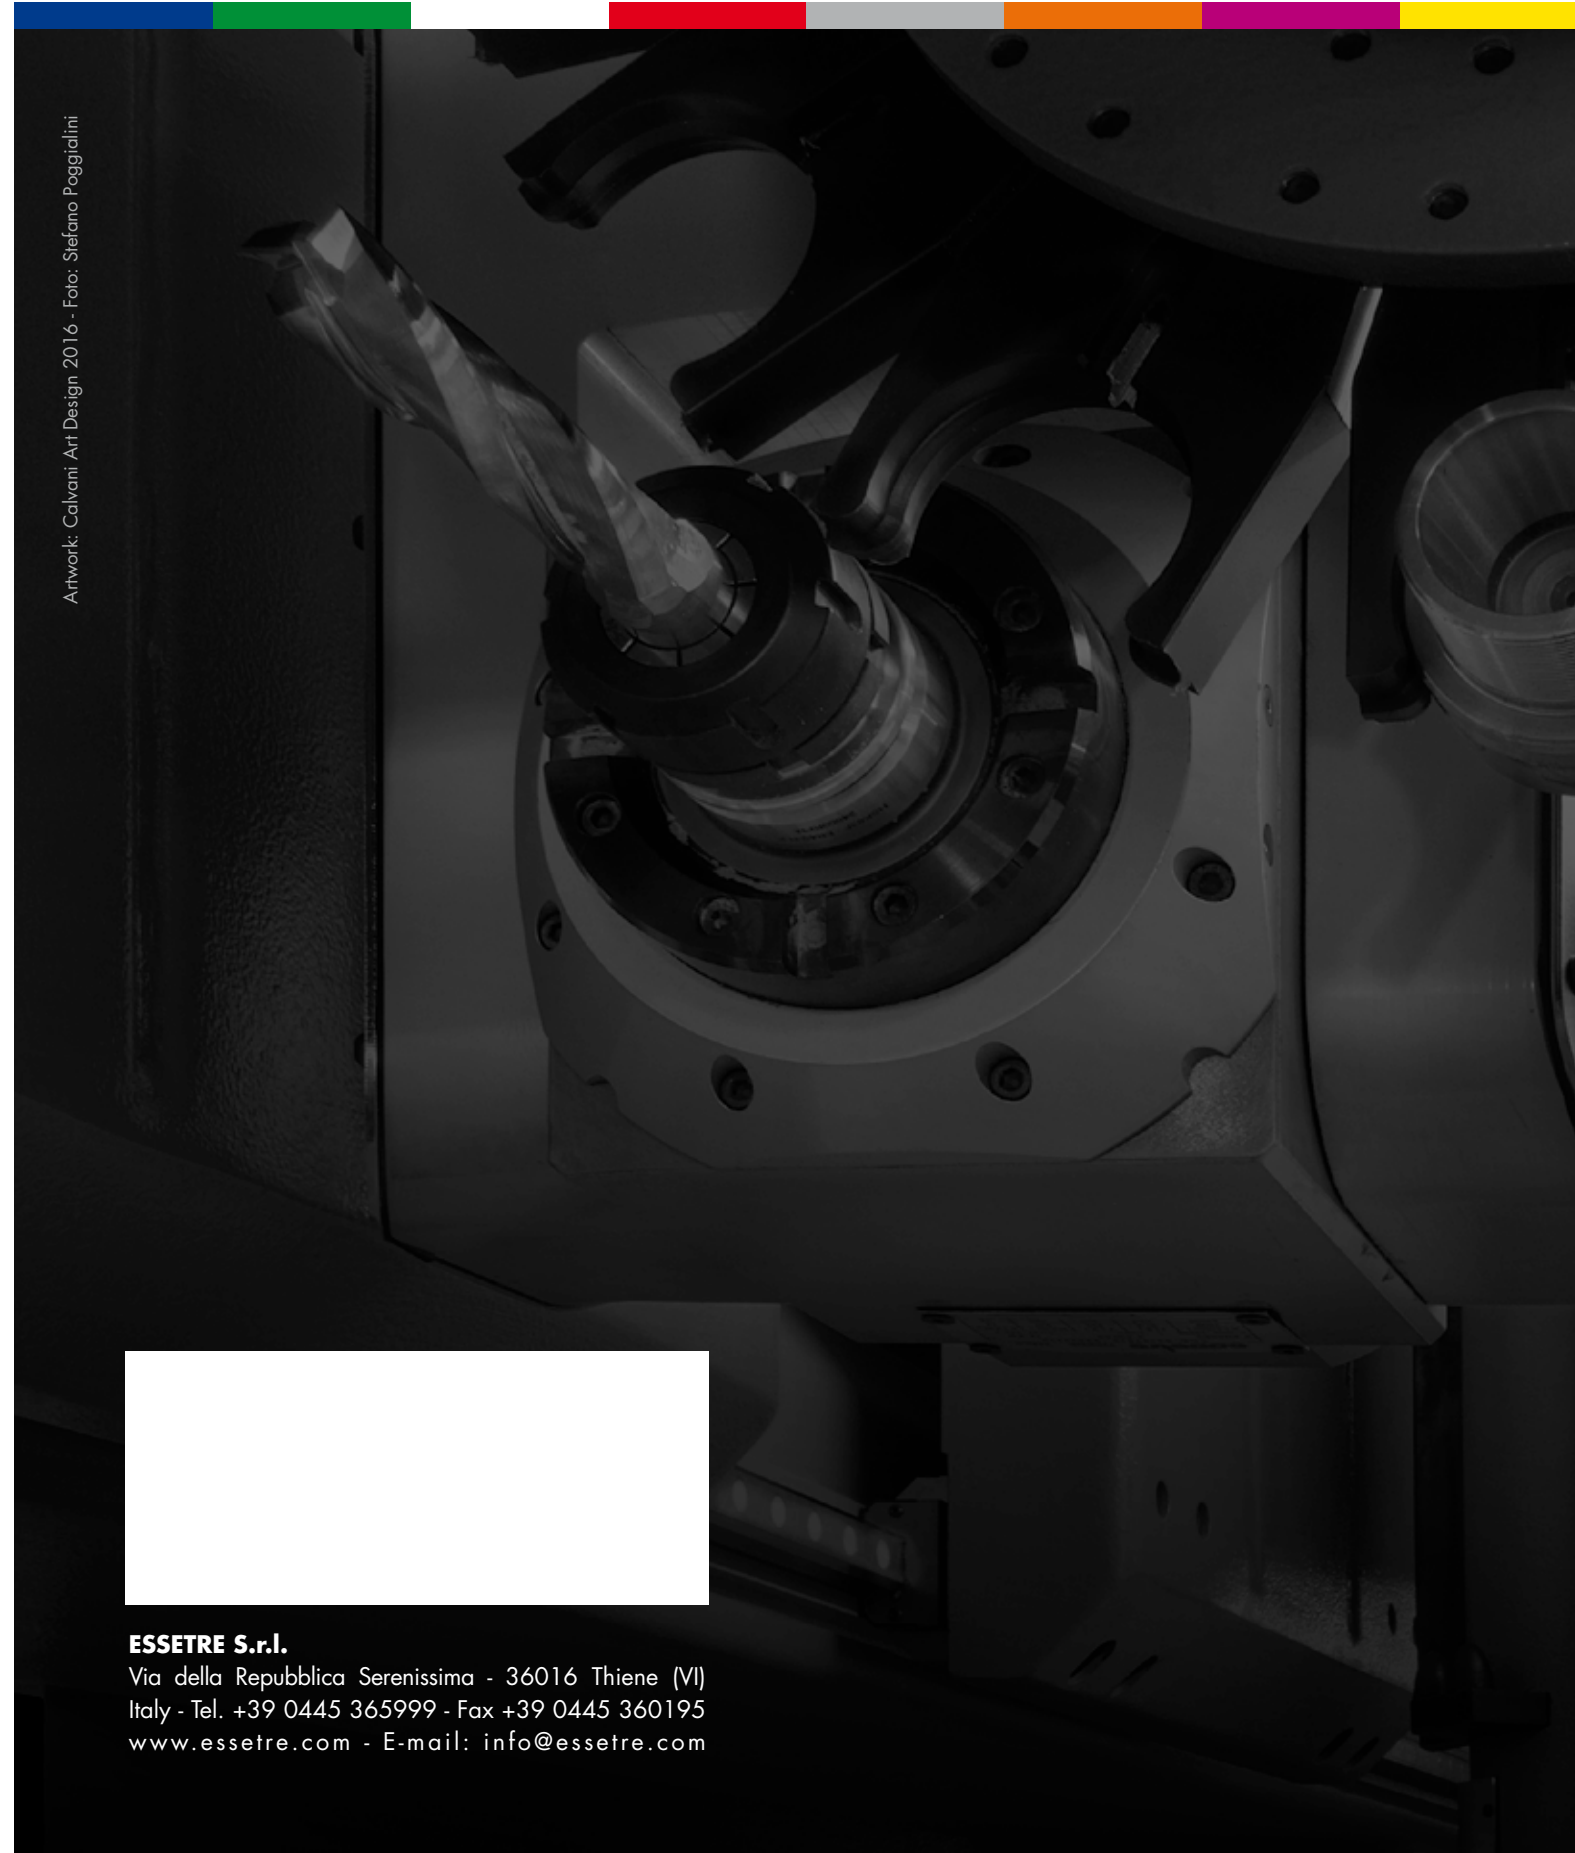 Artwork: Calvani Art Design 2016 - Foto: Stefano Poggialini
ESSETRE S.r.l.
Via della Repubblica Serenissima - 36016 Thiene (VI)
Italy - Tel. +39 0445 365999 - Fax +39 0445 360195
www.essetre.com - E-mail: info@essetre.com